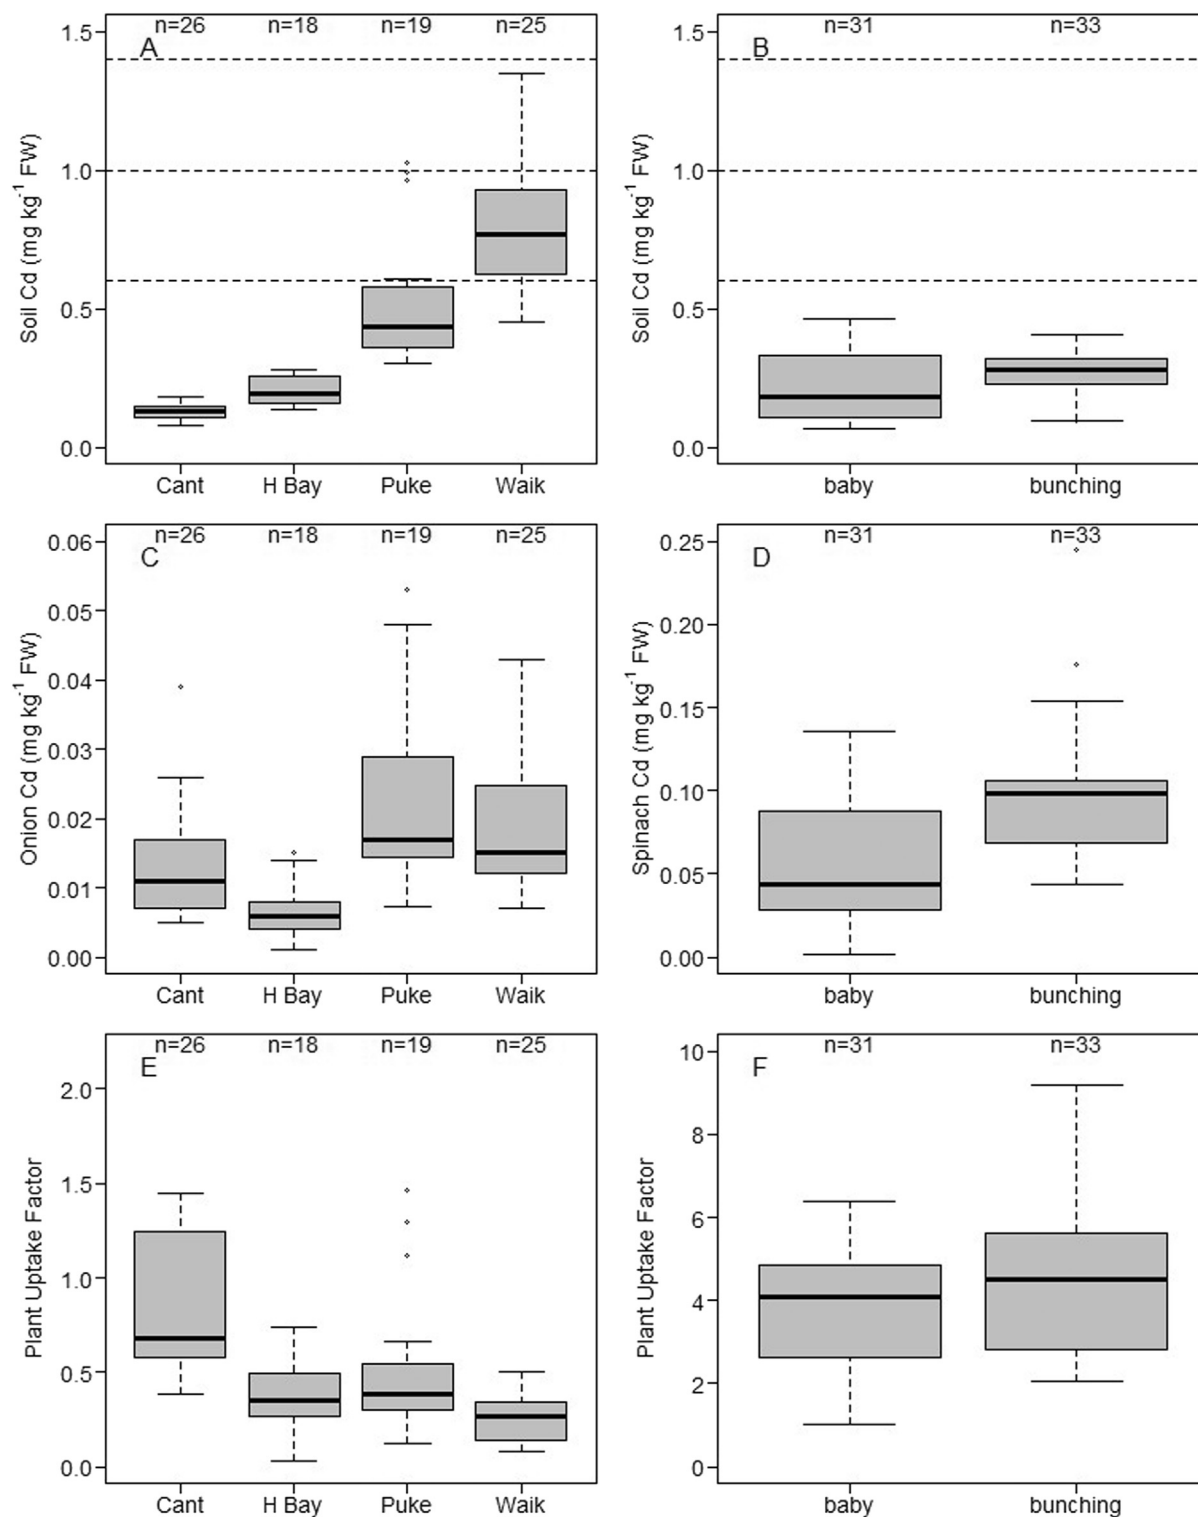 n=26 n=18 n=19 n=25
A
1.5
1.0
0.5
0.0
Soil Cd (mg kg⁻¹ FW)
Cant H Bay Puke Waik
n=31 n=33
B
1.5
1.0
0.5
0.0
Soil Cd (mg kg⁻¹ FW)
baby bunching
n=26 n=18 n=19 n=25
C
0.06
0.05
0.04
0.03
0.02
0.01
0.00
Onion Cd (mg kg⁻¹ FW)
Cant H Bay Puke Waik
n=31 n=33
D
0.25
0.20
0.15
0.10
0.05
0.00
Spinach Cd (mg kg⁻¹ FW)
baby bunching
n=26 n=18 n=19 n=25
E
2.0
1.5
1.0
0.5
0.0
Plant Uptake Factor
Cant H Bay Puke Waik
n=31 n=33
F
10
8
6
4
2
0
Plant Uptake Factor
baby bunching